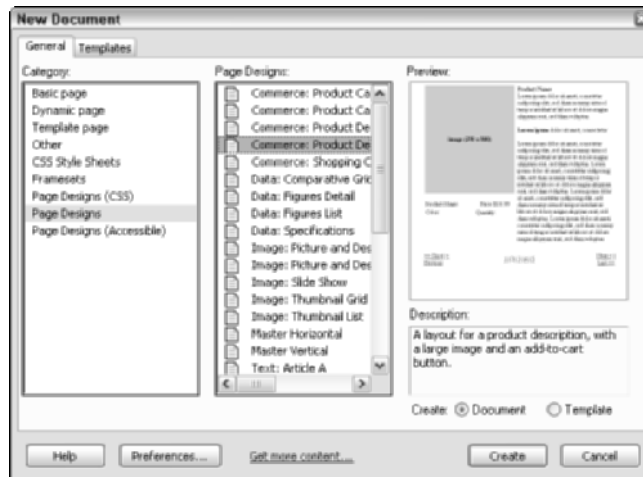 New Document
General
Templates
Category:
Basic page
Dynamic page
Template page
Other
CSS Style Sheets
Framesets
Page Designs (CSS)
Page Designs
Page Designs (Accessible)
Page Designs:
Commerce: Product Ca
Commerce: Product Ca
Commerce: Product De
Commerce: Product De
Commerce: Shopping C
Data: Comparative Grid
Data: Figures Detail
Data: Figures List
Data: Specifications
Image: Picture and Des
Image: Picture and Des
Image: Slide Show
Image: Thumbnail Grid
Image: Thumbnail List
Master Horizontal
Master Vertical
Text: Article A
Preview:
Product Name
Description:
A layout for a product description, with
a large image and an add-to-cart
button.
Create: Document Template
Help
Preferences...
Get more content...
Create
Cancel